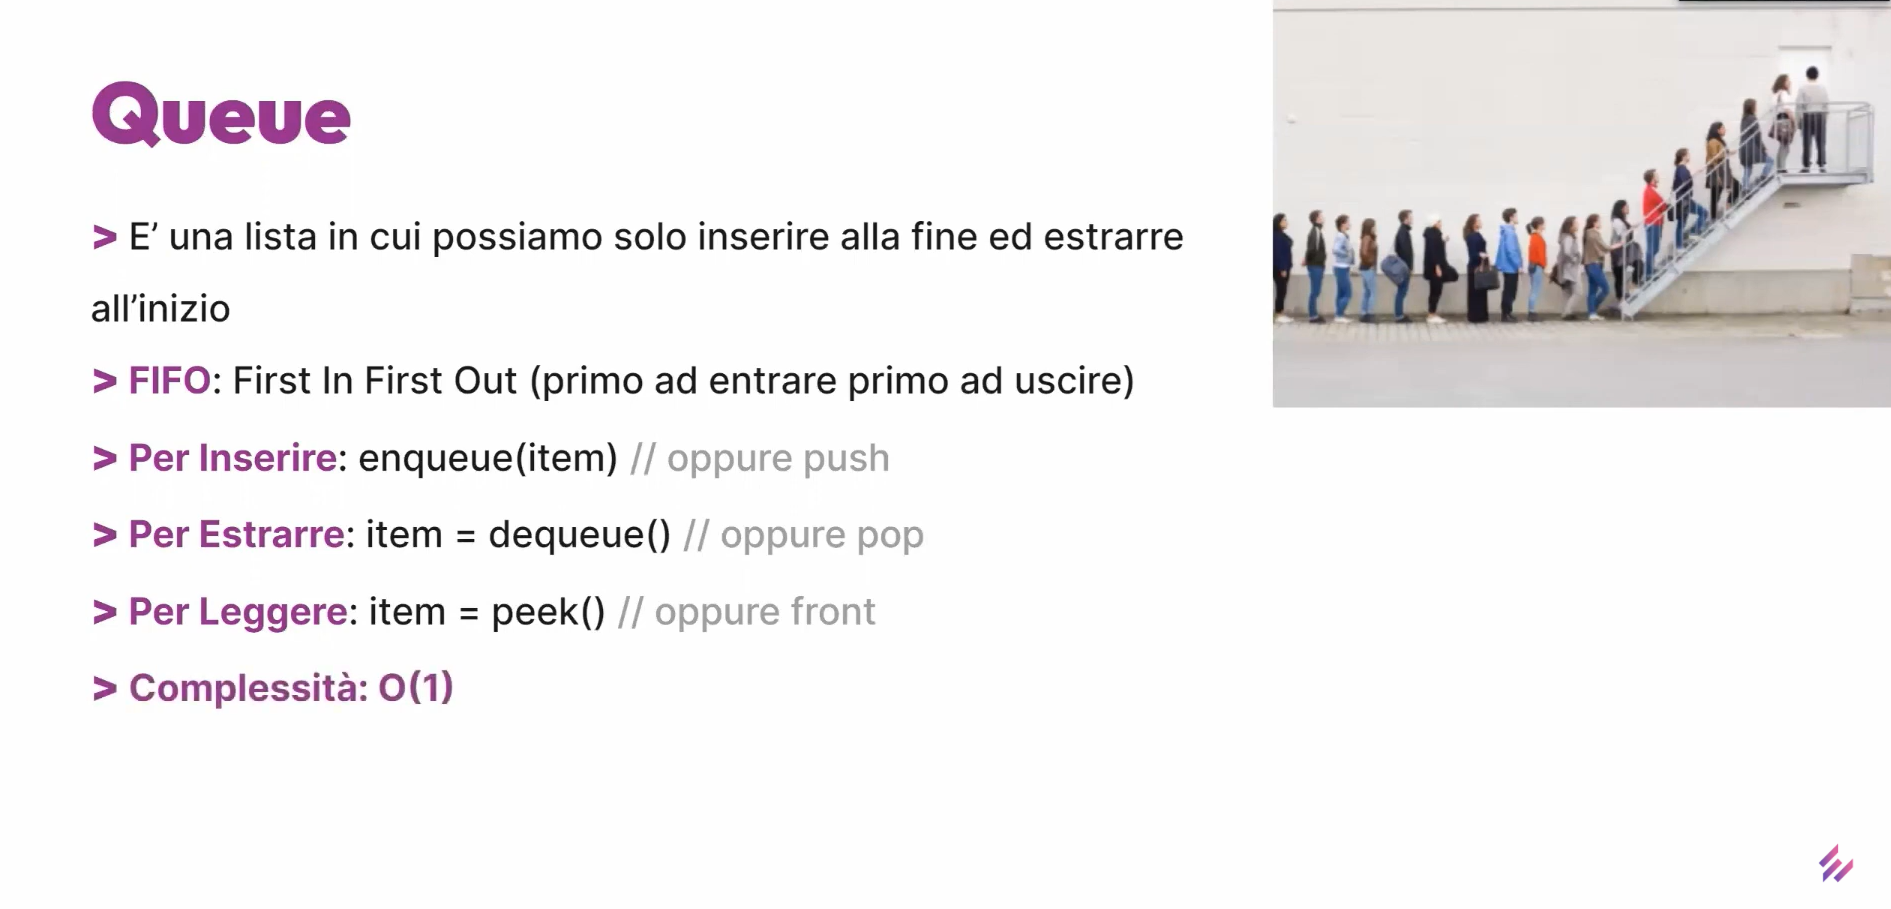 Queue
> E’ una lista in cui possiamo solo inserire alla fine ed estrarre
all’inizio
> FIFO: First In First Out (primo ad entrare primo ad uscire)
> Per Inserire: enqueue(item) // oppure push
> Per Estrarre: item = dequeue() // oppure pop
> Per Leggere: item = peek() // oppure front
> Complessità: O(1)